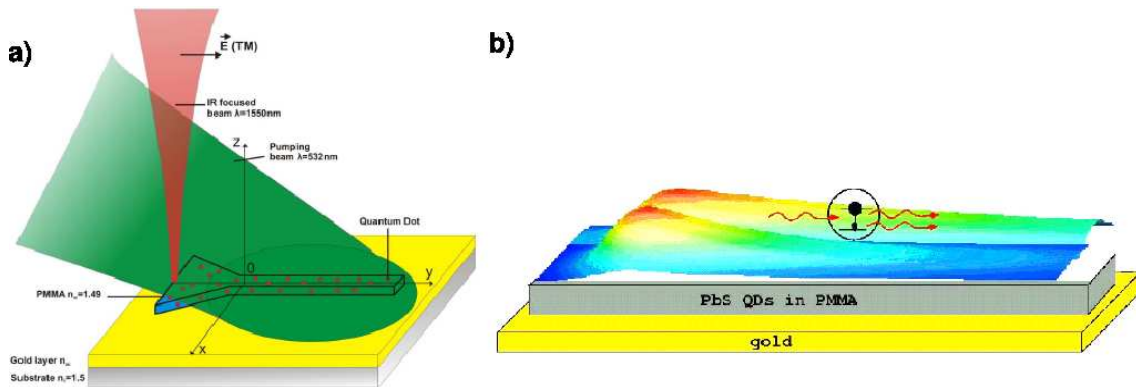 a)
E (TM)
IR focused
beam λ=1550nm
Z
Pumping
beam λ=532nm
Quantum Dot
0
y
PMMA n =1.49
x
Gold layer n
Substrate n =1.5
b)
PbS QDs in PMMA
gold